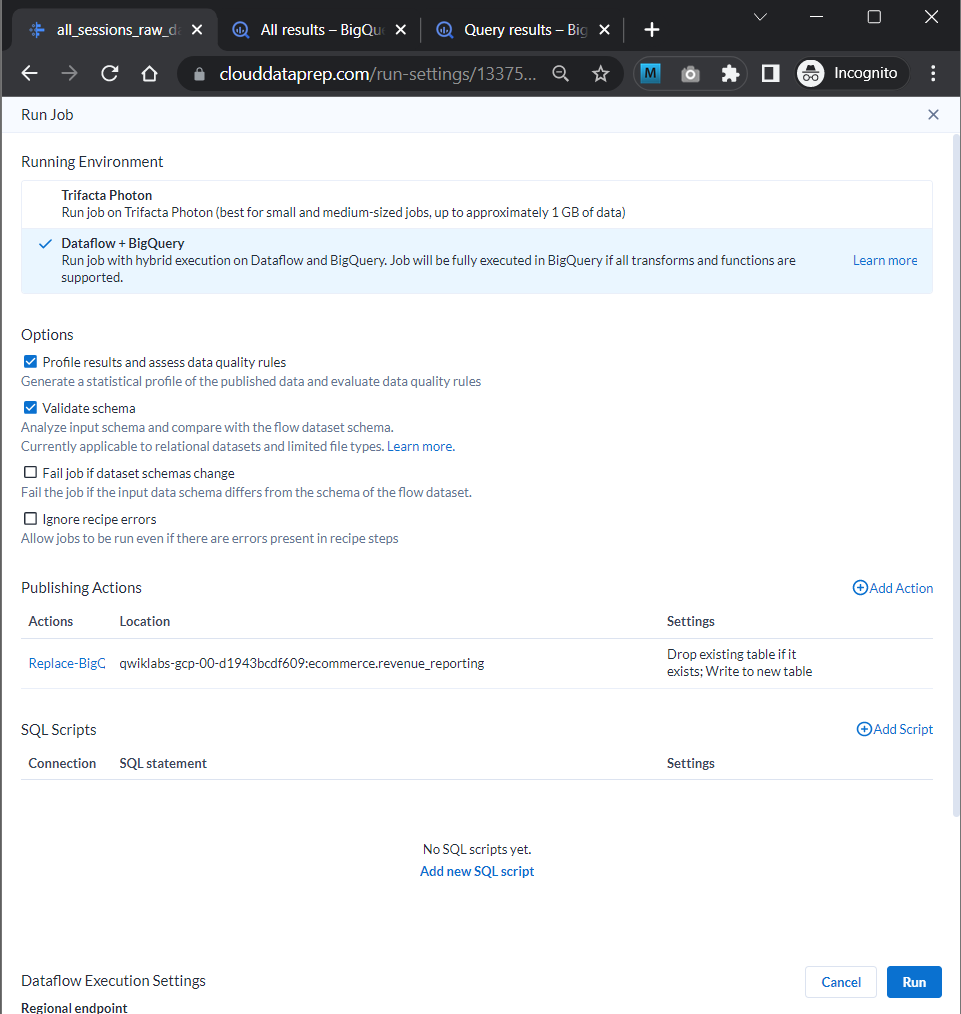 all_sessions_raw_da
All results – BigQue
Query results – Big
clouddataprep.com/run-settings/13375...
M
Incognito
Run Job
Running Environment
Trifacta Photon
Run job on Trifacta Photon (best for small and medium-sized jobs, up to approximately 1 GB of data)
Dataflow + BigQuery
Run job with hybrid execution on Dataflow and BigQuery. Job will be fully executed in BigQuery if all transforms and functions are
supported.
Learn more
Options
Profile results and assess data quality rules
Generate a statistical profile of the published data and evaluate data quality rules
Validate schema
Analyze input schema and compare with the flow dataset schema.
Currently applicable to relational datasets and limited file types. Learn more.
Fail job if dataset schemas change
Fail the job if the input data schema differs from the schema of the flow dataset.
Ignore recipe errors
Allow jobs to be run even if there are errors present in recipe steps
Publishing Actions
Add Action
Actions Location Settings
Replace-BigQ qwiklabs-gcp-00-d1943bcdf609:ecommerce.revenue_reporting Drop existing table if it
exists; Write to new table
SQL Scripts
Add Script
Connection SQL statement Settings
No SQL scripts yet.
Add new SQL script
Dataflow Execution Settings
Cancel Run
Regional endpoint